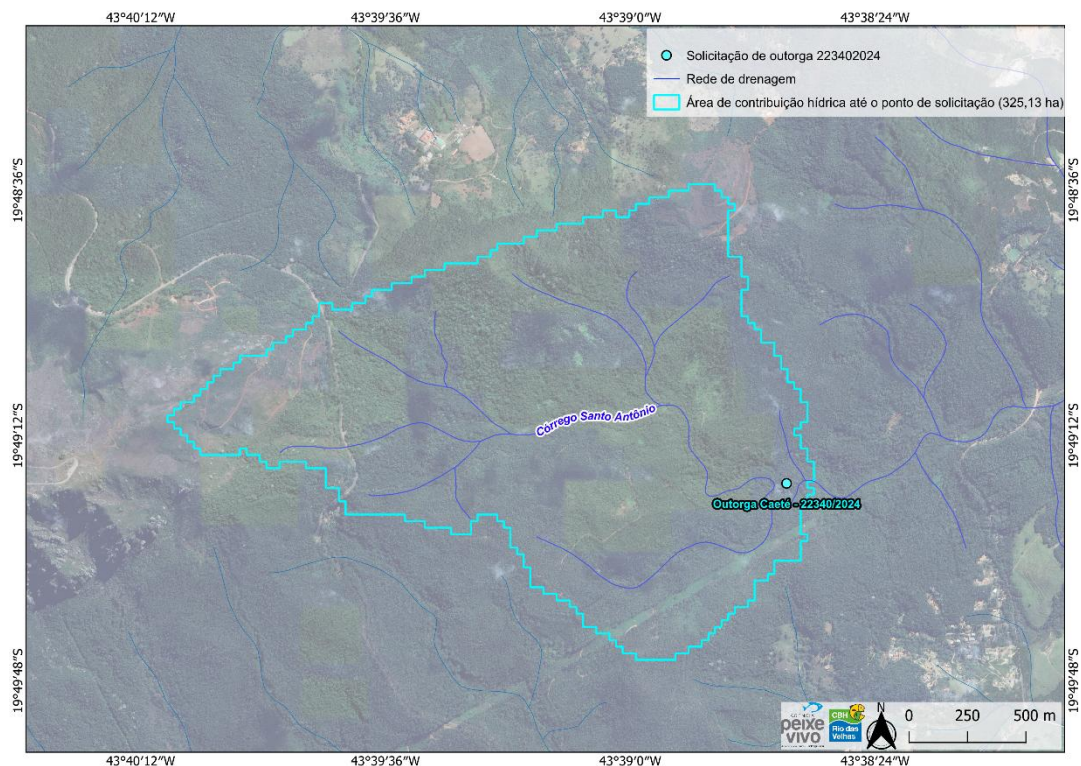 43°40'12"W 43°39'36"W 43°39'0"W 43°38'24"W
Solicitação de outorga 223402024
Rede de drenagem
Área de contribuição hídrica até o ponto de solicitação (325,13 ha)
19°48'36"S 19°48'36"S
Córrego Santo Antônio
19°49'12"S 19°49'12"S
Outorga Caeté - 22340/2024
19°49'48"S 19°49'48"S
peixe vivo
CBH
Rio das Velhas
N
0 250 500 m
43°40'12"W 43°39'36"W 43°39'0"W 43°38'24"W